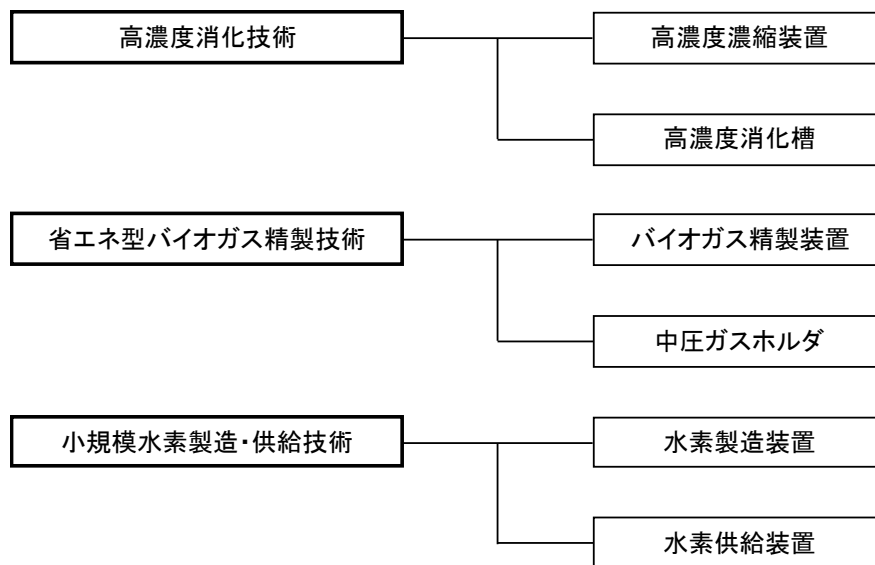 高濃度消化技術
高濃度濃縮装置
高濃度消化槽
省エネ型バイオガス精製技術
バイオガス精製装置
中圧ガスホルダ
小規模水素製造・供給技術
水素製造装置
水素供給装置